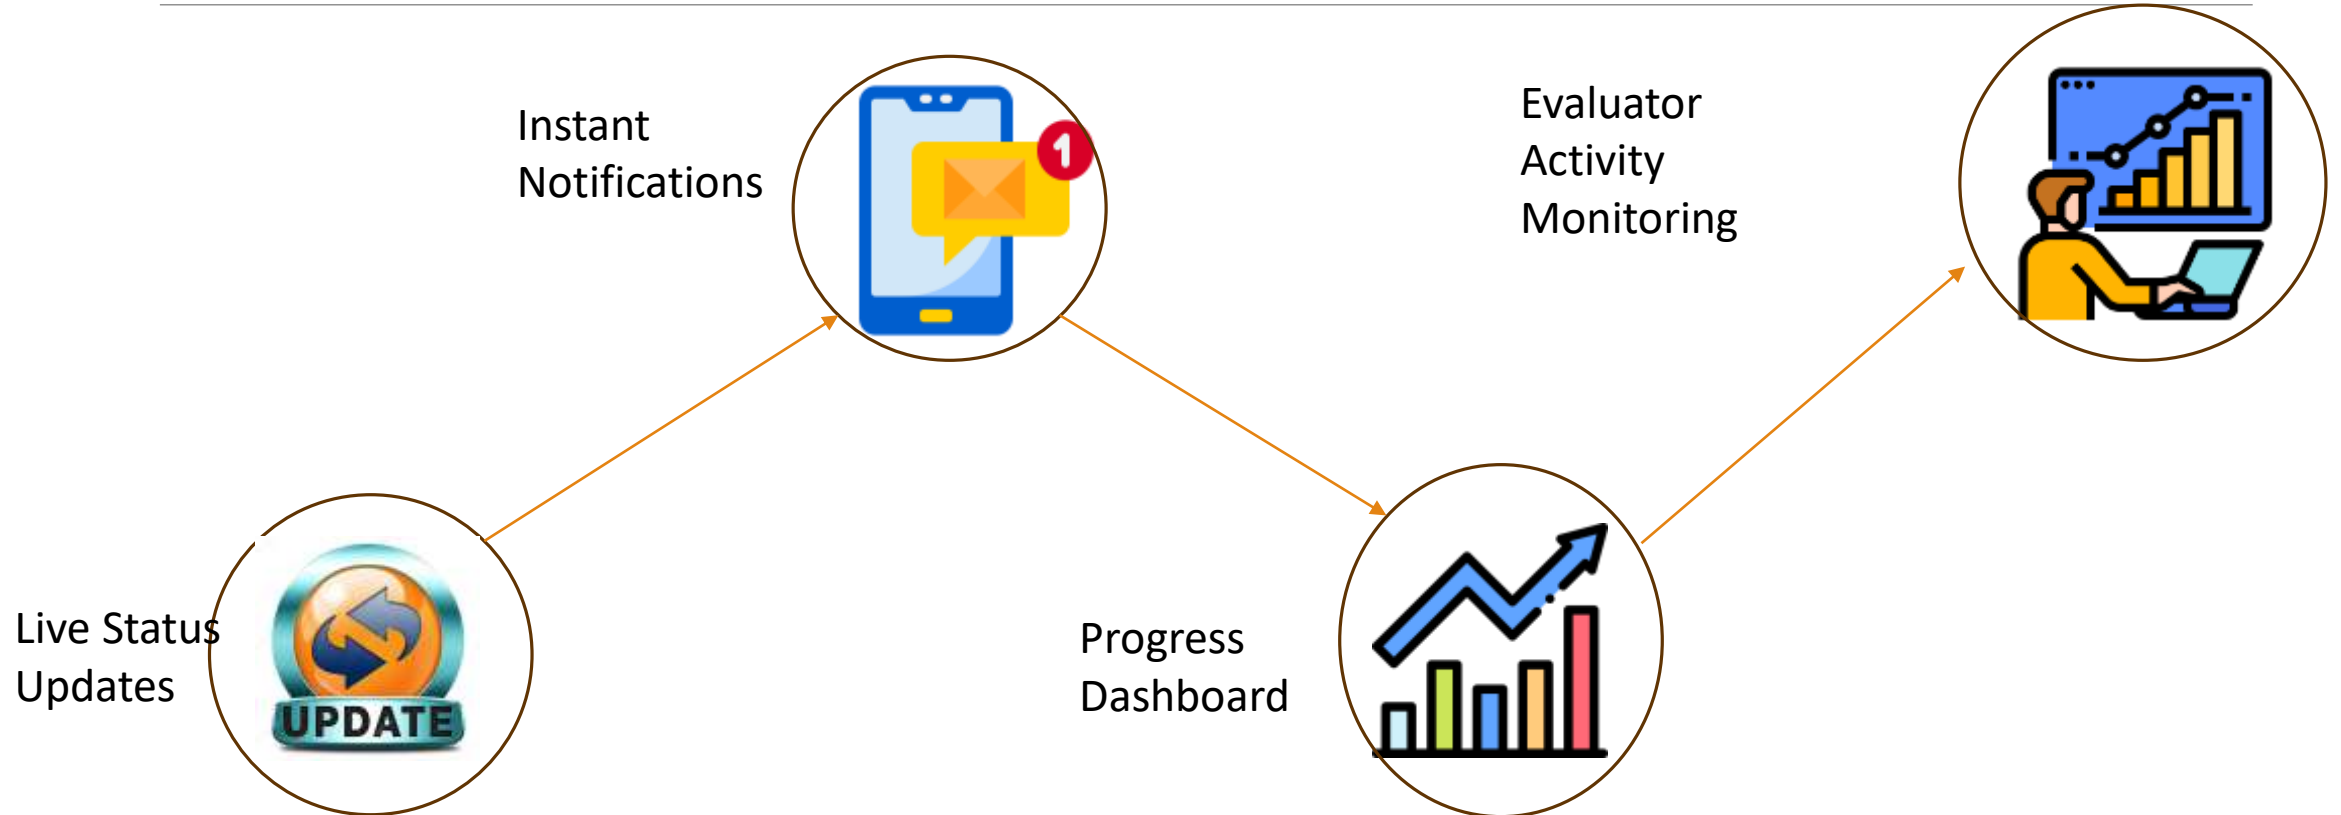 Instant
Notifications
1
Evaluator
Activity
Monitoring
Live Status
Updates
UPDATE
Progress
Dashboard